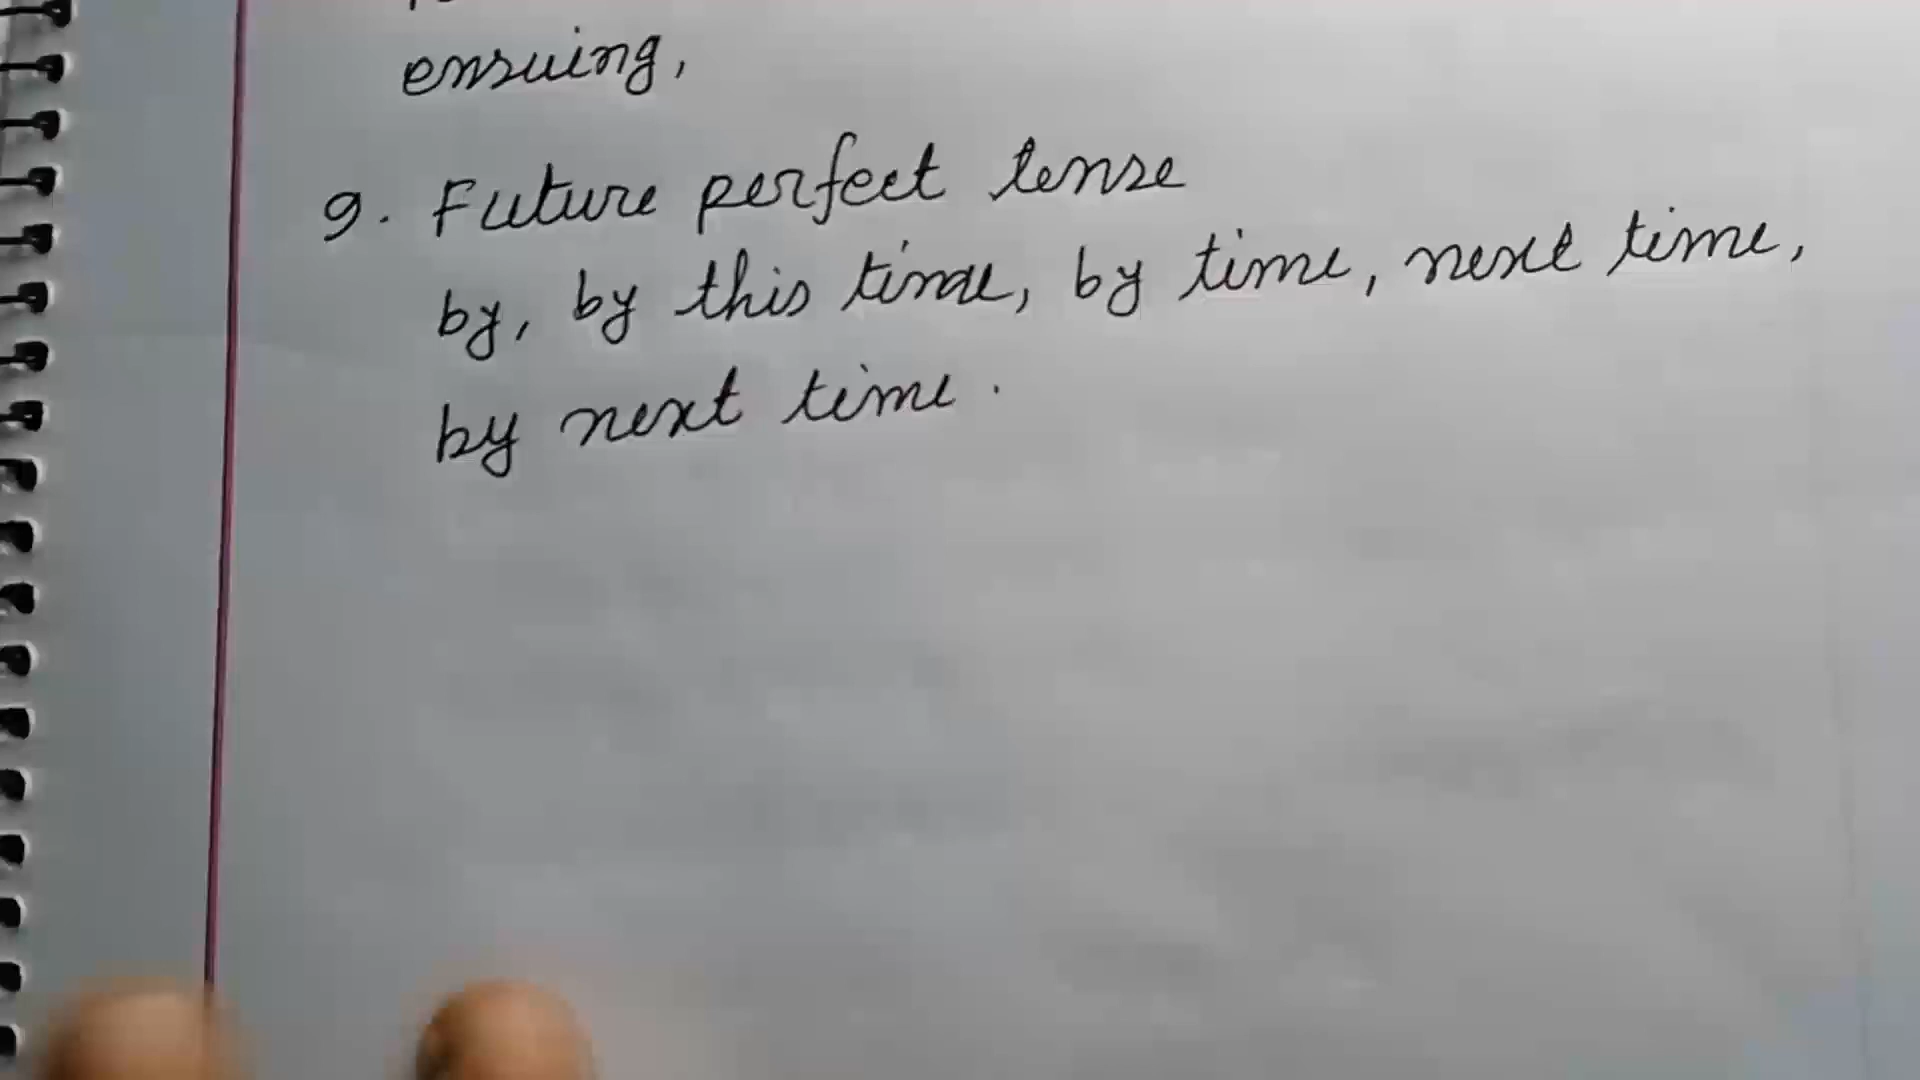 ensuing,
9. Future perfect tense
by, by this time, by time, next time,
by next time.